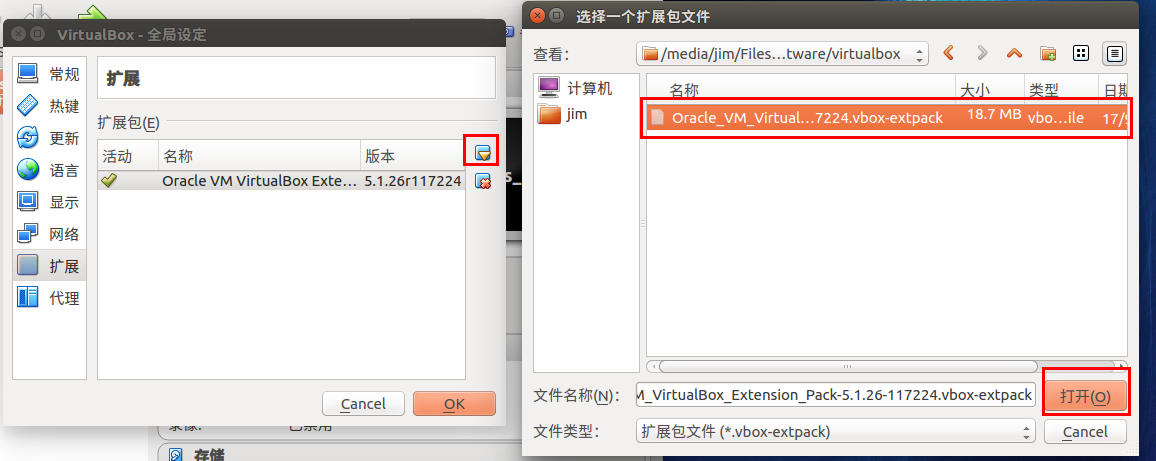 VirtualBox - 全局设定
常规
热键
更新
语言
显示
网络
扩展
代理
扩展
扩展包(E)
活动 名称 版本
Oracle VM VirtualBox Exte... 5.1.26r117224
Cancel OK
存储
选择一个扩展包文件
查看：
/media/jim/Files...tware/virtualbox
计算机
jim
名称 大小 类型 日期
Oracle_VM_Virtual...7224.vbox-extpack 18.7 MB vbo...ile 17/9
文件名称(N)：
M_VirtualBox_Extension_Pack-5.1.26-117224.vbox-extpack
打开(O)
文件类型：
扩展包文件 (*.vbox-extpack)
Cancel